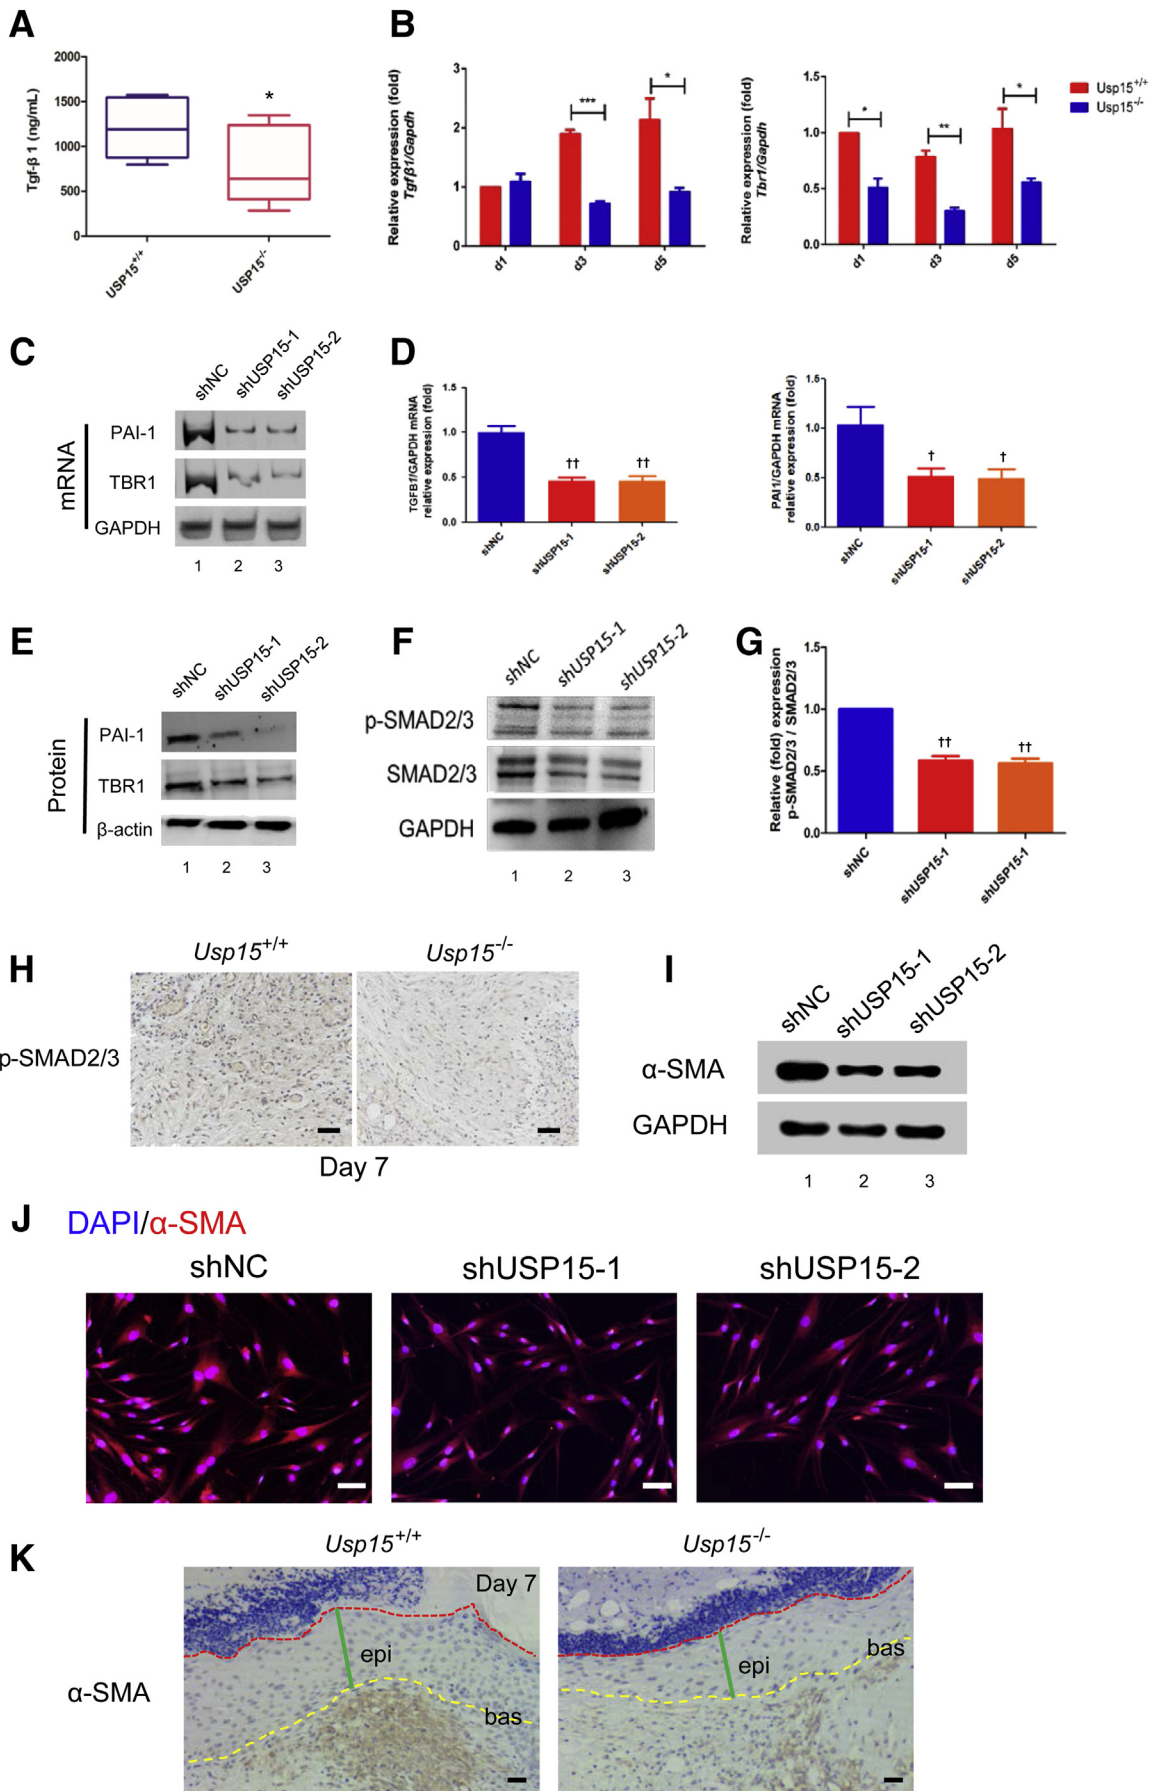 A
2000
1500
1000
500
0
Tgf-β 1 (ng/mL)
*
USP15+/+
USP15-/-
B
Relative expression (fold)
Tgfβ1/Gapdh
3
2
1
0
***
*
d1
d3
d5
Relative expression (fold)
Tbr1/Gapdh
1.5
1.0
0.5
0.0
*
**
*
d1
d3
d5
Usp15+/+
Usp15-/-
C
shNC
shUSP15-1
shUSP15-2
mRNA
PAI-1
TBR1
GAPDH
1 2 3
D
TGFB1/GAPDH mRNA
relative expression (fold)
1.5
1.0
0.5
0.0
††
††
shNC
shUSP15-1
shUSP15-2
PAI1/GAPDH mRNA
relative expression (fold)
1.5
1.0
0.5
0.0
†
†
shNC
shUSP15-1
shUSP15-2
E
shNC
shUSP15-1
shUSP15-2
Protein
PAI-1
TBR1
β-actin
1 2 3
F
shNC
shUSP15-1
shUSP15-2
p-SMAD2/3
SMAD2/3
GAPDH
1 2 3
G
Relative (fold) expression
p-SMAD2/3 / SMAD2/3
1.5
1.0
0.5
0.0
††
††
shNC
shUSP15-1
shUSP15-1
H
Usp15+/+
Usp15-/-
p-SMAD2/3
Day 7
I
shNC
shUSP15-1
shUSP15-2
α-SMA
GAPDH
1 2 3
J
DAPI/α-SMA
shNC
shUSP15-1
shUSP15-2
K
Usp15+/+
Usp15-/-
Day 7
α-SMA
epi
bas
epi
bas